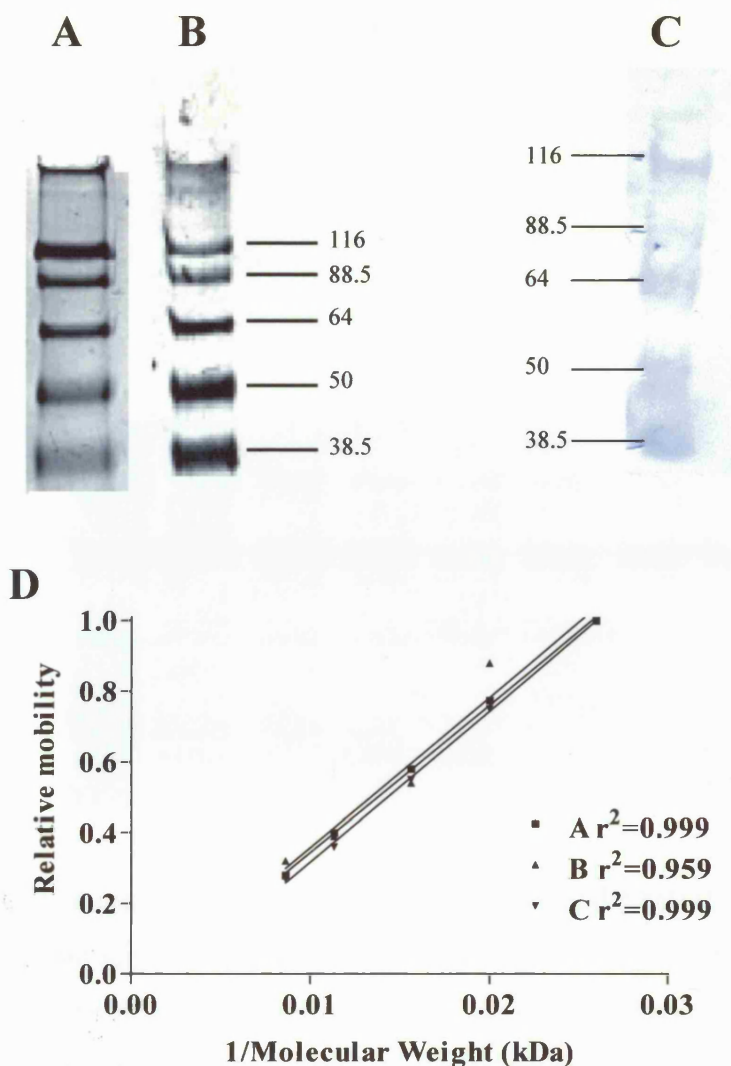 A B C
116
88.5
64
50
38.5
116
88.5
64
50
38.5
D
1.0
0.8
0.6
0.4
0.2
0.0
Relative mobility
0.00 0.01 0.02 0.03
1/Molecular Weight (kDa)
A r²=0.999
B r²=0.959
C r²=0.999